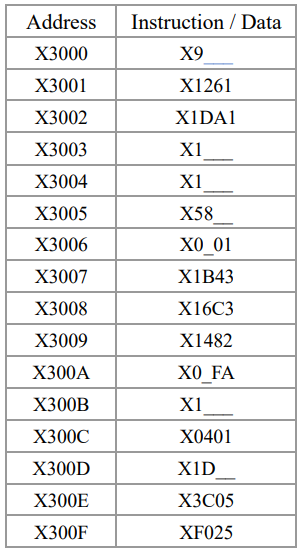 Address Instruction / Data
X3000 X9___
X3001 X1261
X3002 X1DA1
X3003 X1___
X3004 X1___
X3005 X58__
X3006 X0_01
X3007 X1B43
X3008 X16C3
X3009 X1482
X300A X0_FA
X300B X1___
X300C X0401
X300D X1D__
X300E X3C05
X300F XF025